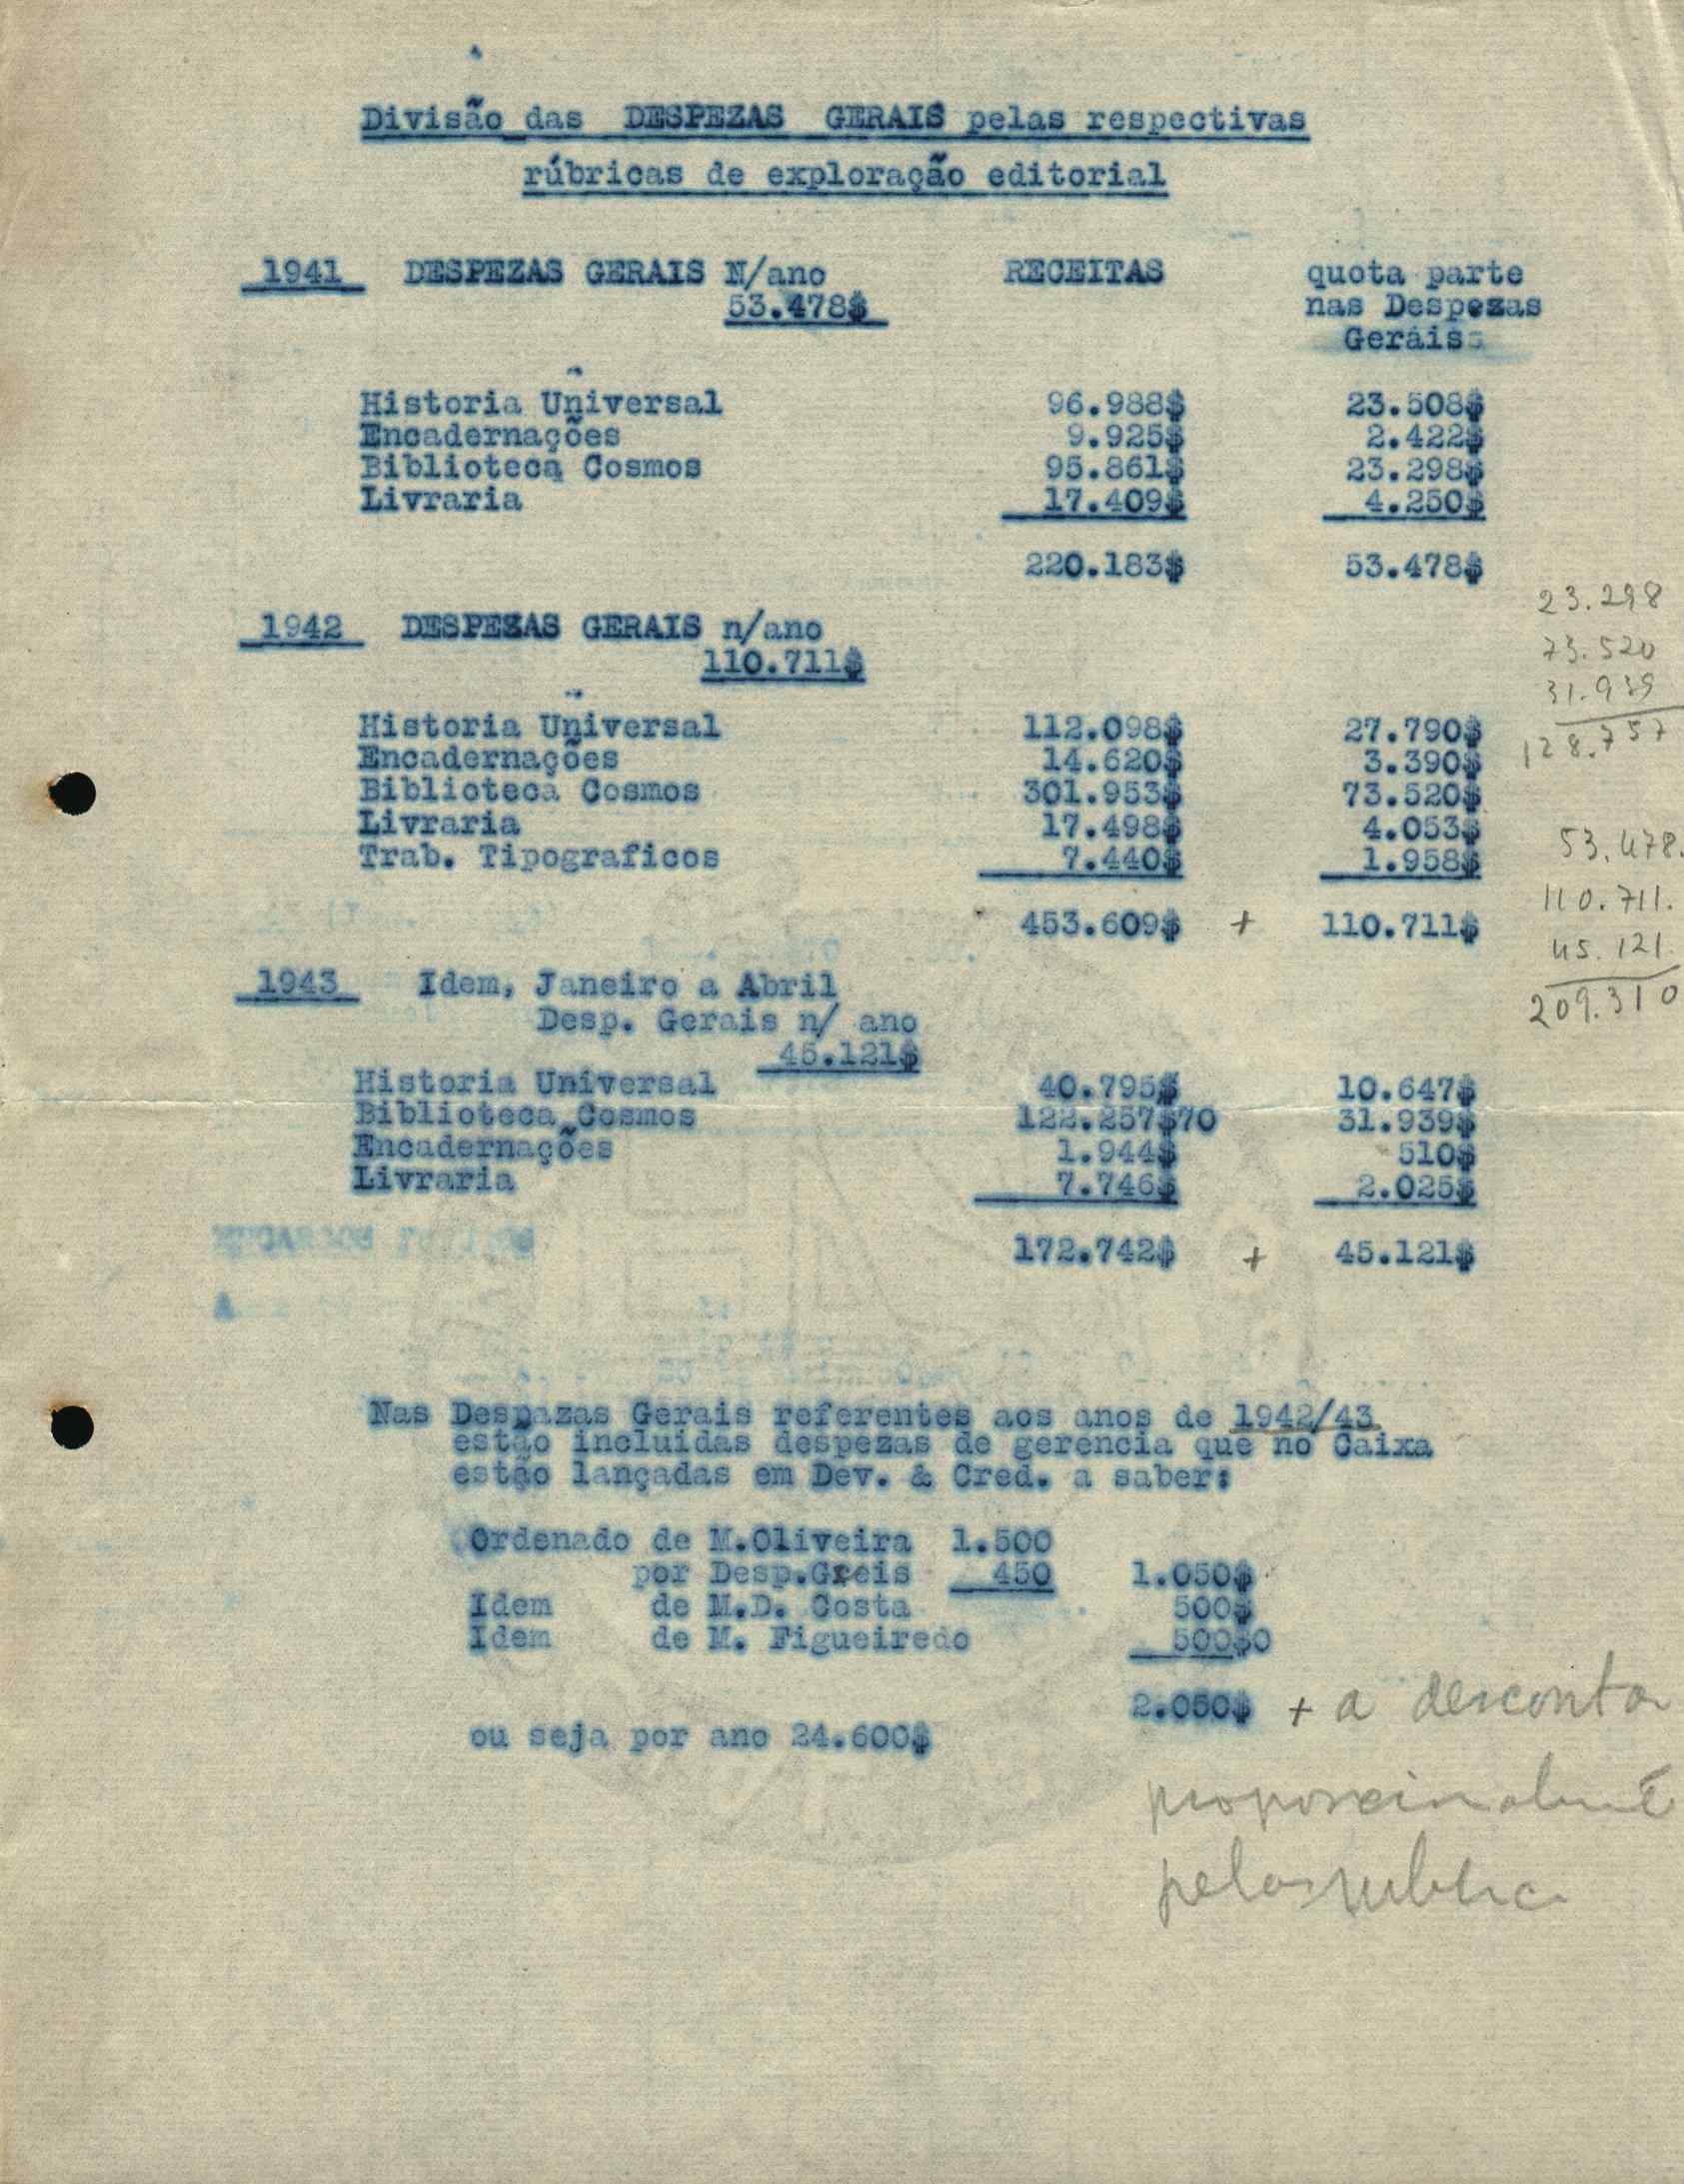 Divisão das DESPEZAS GERAIS pelas respectivas
rúbricas de exploração editorial
1941 DESPEZAS GERAIS N/ano RECEITAS quota parte
53.478$ nas Despezas
Gerais
Historia Universal 96.988$ 23.508$
Encadernações 9.925$ 2.422$
Biblioteca Cosmos 95.861$ 23.298$
Livraria 17.409$ 4.250$
220.183$ 53.478$
23.298
1942 DESPEZAS GERAIS n/ano
73.520
110.711$
31.939
Historia Universal 112.098$ 27.790$
128.757
Encadernações 14.620$ 3.390$
Biblioteca Cosmos 301.953$ 73.520$
Livraria 17.498$ 4.053$
53.478.
Trab. Tipograficos 7.440$ 1.958$
110.711.
453.609$ + 110.711$
45.121.
1943 Idem, Janeiro a Abril
209.310
Desp. Gerais n/ ano
45.121$
Historia Universal 40.795$ 10.647$
Biblioteca Cosmos 122.257$70 31.939$
Encadernações 1.944$ 510$
Livraria 7.746$ 2.025$
172.742$ + 45.121$
Nas Despazas Gerais referentes aos anos de 1942/43
estão incluidas despezas de gerencia que no Caixa
estão lançadas em Dev. & Cred. a saber:
Ordenado de M.Oliveira 1.500
por Desp.Greis 450 1.050$
Idem de M.D. Costa 500$
Idem de M. Figueiredo 500$0
2.050$ + a descontar
ou seja por ano 24.600$